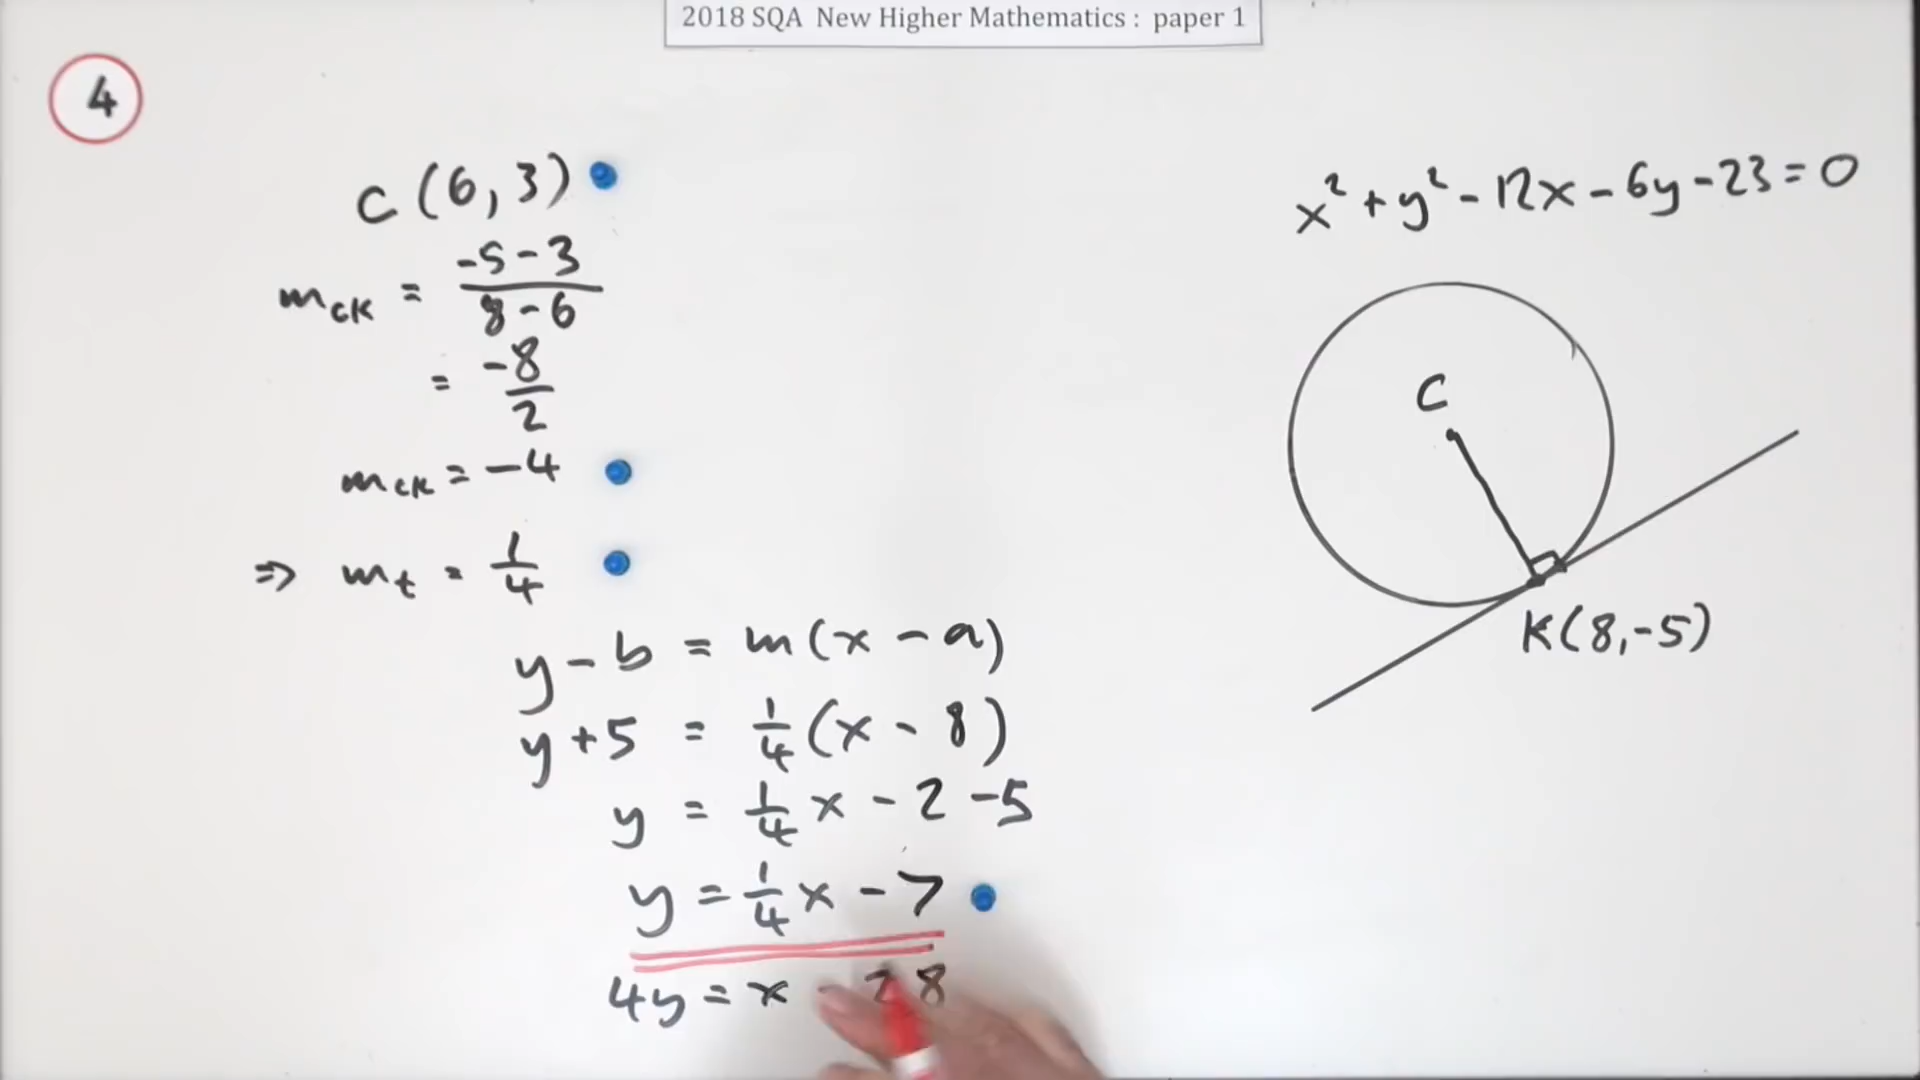 2018 SQA New Higher Mathematics : paper 1
4
C (6, 3)
m_CK = (-5 - 3)/(8 - 6)
= -8/2
m_CK = -4
⇒ m_t = 1/4
y - b = m(x - a)
y + 5 = 1/4(x - 8)
y = 1/4 x - 2 - 5
y = 1/4 x - 7
4y = x - 28
x² + y² - 12x - 6y - 23 = 0
C
K(8, -5)